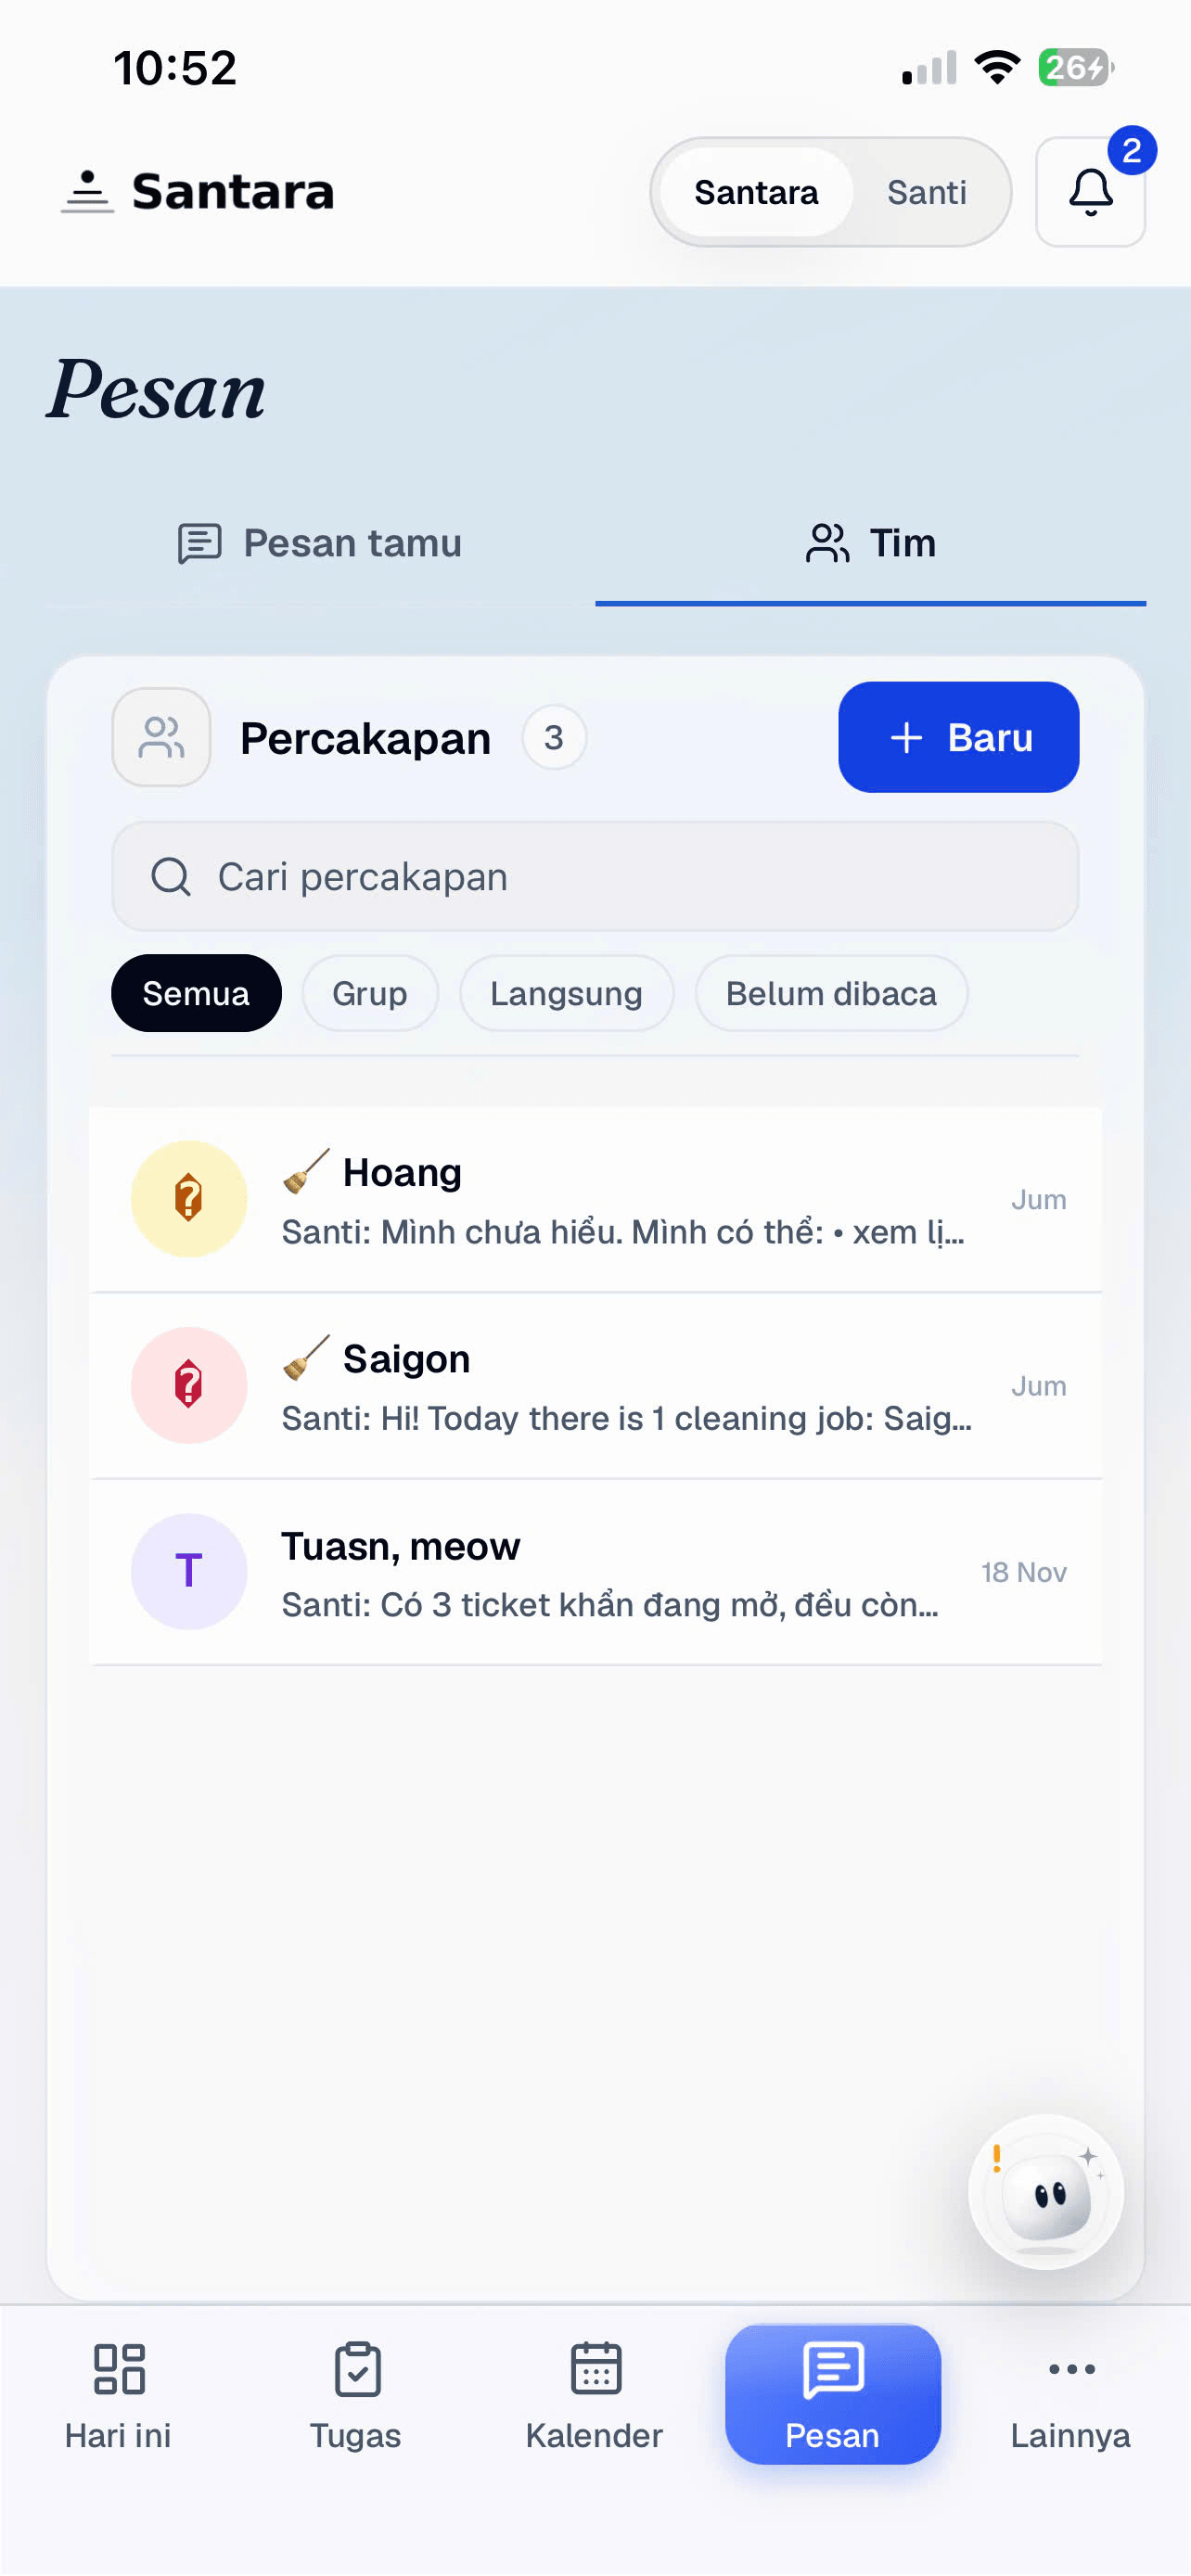 10:52
26
Santara
Santara
Santi
2
Pesan
Pesan tamu
Tim
Percakapan
3
+ Baru
Cari percakapan
Semua
Grup
Langsung
Belum dibaca
?
🧹 Hoang
Jum
Santi: Mình chưa hiểu. Mình có thể: • xem lị...
?
🧹 Saigon
Jum
Santi: Hi! Today there is 1 cleaning job: Saig...
T
Tuasn, meow
18 Nov
Santi: Có 3 ticket khẩn đang mở, đều còn...
!
Hari ini
Tugas
Kalender
Pesan
Lainnya